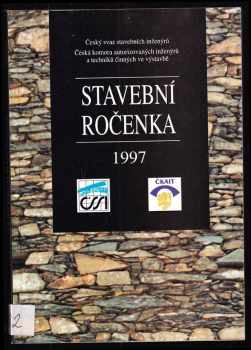 Český svaz stavebních inženýrů
Česká komora autorizovaných inženýrů
a techniků činných ve výstavbě
STAVEBNÍ
ROČENKA
1997
ČSSI
ČKAIT
2